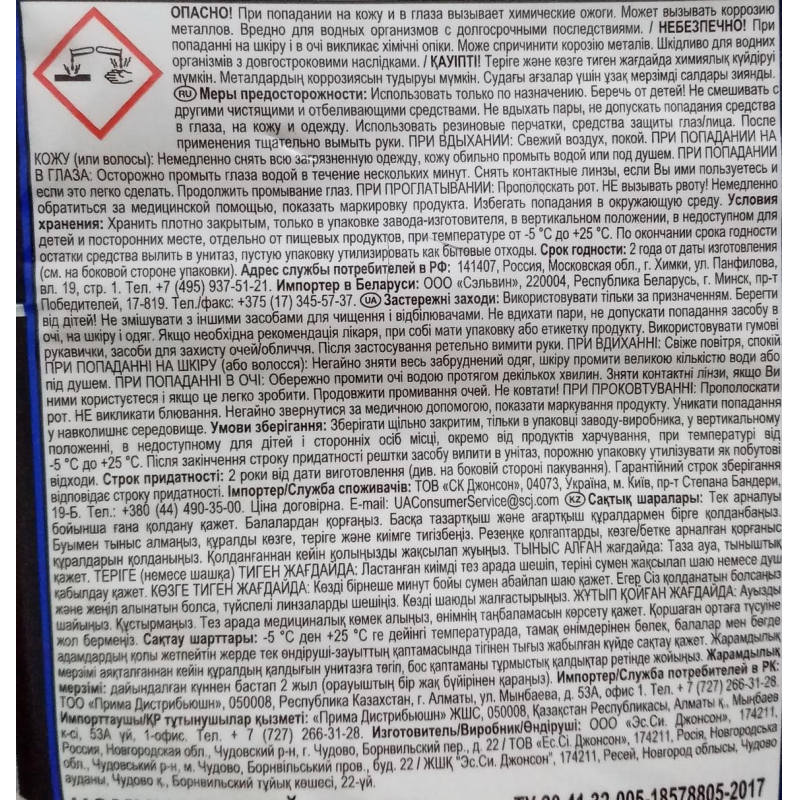 ОПАСНО! При попадании на кожу и в глаза вызывает химические ожоги. Может вызывать коррозию
металлов. Вредно для водных организмов с долгосрочными последствиями. / НЕБЕЗПЕЧНО! При
попаданні на шкіру і в очі викликає хімічні опіки. Може спричинити корозію металів. Шкідливо для водних
організмів з довгостроковими наслідками. / ҚАУІПТІ! Теріге және көзге тиген жағдайда химиялық күйдіруі
мүмкін. Металдардың коррозиясын тудыруы мүмкін. Судағы ағзалар үшін ұзақ мерзімді салдары зиянды.
RU Меры предосторожности: Использовать только по назначению. Беречь от детей! Не смешивать с
другими чистящими и отбеливающими средствами. Не вдыхать пары, не допускать попадания средства
в глаза, на кожу и одежду. Использовать резиновые перчатки, средства защиты глаз/лица. После
применения тщательно вымыть руки. ПРИ ВДЫХАНИИ: Свежий воздух, покой. ПРИ ПОПАДАНИИ НА
КОЖУ (или волосы): Немедленно снять всю загрязненную одежду, кожу обильно промыть водой или под душем. ПРИ ПОПАДАНИИ
В ГЛАЗА: Осторожно промыть глаза водой в течение нескольких минут. Снять контактные линзы, если Вы ими пользуетесь и
если это легко сделать. Продолжить промывание глаз. ПРИ ПРОГЛАТЫВАНИИ: Прополоскать рот. НЕ вызывать рвоту! Немедленно
обратиться за медицинской помощью, показать маркировку продукта. Избегать попадания в окружающую среду. Условия
хранения: Хранить плотно закрытым, только в упаковке завода-изготовителя, в вертикальном положении, в недоступном для
детей и посторонних месте, отдельно от пищевых продуктов, при температуре от -5 °С до +25 °С. По окончании срока годности
остатки средства вылить в унитаз, пустую упаковку утилизировать как бытовые отходы. Срок годности: 2 года от даты изготовления
(см. на боковой стороне упаковки). Адрес службы потребителей в РФ: 141407, Россия, Московская обл., г. Химки, ул. Панфилова,
вл. 19, стр. 1. Тел. +7 (495) 937-51-21. Импортер в Беларуси: ООО «Сэльвин», 220004, Республика Беларусь, г. Минск, пр-т
Победителей, 17-819. Тел./факс: +375 (17) 345-57-37. UA Застережні заходи: Використовувати тільки за призначенням. Берегти
від дітей! Не змішувати з іншими засобами для чищення і відбілювачами. Не вдихати пари, не допускати попадання засобу в
очі, на шкіру і одяг. Якщо необхідна рекомендація лікаря, при собі мати упаковку або етикетку продукту. Використовувати гумові
рукавички, засоби для захисту очей/обличчя. Після застосування ретельно вимити руки. ПРИ ВДИХАННІ: Свіже повітря, спокій
ПРИ ПОПАДАННІ НА ШКІРУ (або волосся): Негайно зняти весь забруднений одяг, шкіру промити великою кількістю води або
під душем. ПРИ ПОПАДАННІ В ОЧІ: Обережно промити очі водою протягом декількох хвилин. Зняти контактні лінзи, якщо Ви
ними користуєтеся і якщо це легко зробити. Продовжити промивання очей. Не ковтати! ПРИ ПРОКОВТУВАННІ: Прополоскати
рот. НЕ викликати блювання. Негайно звернутися за медичною допомогою, показати маркування продукту. Уникати попадання
у навколишнє середовище. Умови зберігання: Зберігати щільно закритим, тільки в упаковці заводу-виробника, у вертикальному
положенні, в недоступному для дітей і сторонніх осіб місці, окремо від продуктів харчування, при температурі від
-5 °С до +25 °С. Після закінчення строку придатності рештки засобу вилити в унітаз, порожню упаковку утилізувати як побутові
відходи. Строк придатності: 2 роки від дати виготовлення (див. на боковій стороні пакування). Гарантійний строк зберігання
відповідає строку придатності. Імпортер/Служба споживачів: ТОВ «СК Джонсон», 04073, Україна, м. Київ, пр-т Степана Бандери,
19-Б. Тел.: +380 (44) 490-35-00. Ціна договірна. E-mail: UAConsumerService@scj.com KZ Сақтық шаралары: Тек арналуы
бойынша ғана қолдану қажет. Балалардан қорғаңыз. Басқа тазартқыш және ағартқыш құралдармен бірге қолданбаңыз.
Буымен тыныс алмаңыз, құралды көзге, теріге және киімге тигізбеңіз. Резеңке қолғаптарды, көзге/бетке арналған қорғаныс
құралдарын қолданыңыз. Қолданғаннан кейін қолыңызды жақсылап жуыңыз. ТЫНЫС АЛҒАН жағдайда: Таза ауа, тыныштық
қажет. ТЕРІГЕ (немесе шашқа) ТИГЕН ЖАҒДАЙДА: Ластанған киімді тез арада шешіп, теріні сумен жақсылап шаю немесе душ
қабылдау қажет. КӨЗГЕ ТИГЕН ЖАҒДАЙДА: Көзді бірнеше минут бойы сумен абайлап шаю қажет. Егер Сіз қолданатын болсаңыз
және жеңіл алынатын болса, түйспелі линзаларды шешіңіз. Көзді шаюды жалғастырыңыз. ЖҰТЫП ҚОЙҒАН ЖАҒДАЙДА: Ауызды
шайыңыз. Құстырмаңыз. Тез арада медициналық көмек алыңыз, өнімнің таңбаламасын көрсету қажет. Қоршаған ортаға түсуіне
жол бермеңіз. Сақтау шарттары: -5 °С ден +25 °С ге дейінгі температурада, тамақ өнімдерінен бөлек, балалар мен бөгде
адамдардың қолы жетпейтін жерде тек өндіруші-зауыттың қаптамасында тігінен тығыз жабылған күйде сақтау қажет. Жарамдылық
мерзімі аяқталғаннан кейін құралдың қалдығын унитазға төгіп, бос қаптаманы тұрмыстық қалдықтар ретінде жойыңыз. Жарамдылық
мерзімі: дайындалған күннен бастап 2 жыл (орауыштың бір жақ бүйірінен қараңыз). Импортер/Служба потребителей в РК:
ТОО «Прима Дистрибьюшн», 050008, Республика Казахстан, г. Алматы, ул. Мынбаева, д. 53А, офис 1. Тел. + 7 (727) 266-31-28.
Импорттаушы/ҚР тұтынушылар қызметі: «Прима Дистрибьюшн» ЖШС, 050008, Қазақстан Республикасы, Алматы қ., Мыңбаев
к-сі, 53А үй, 1-офис. Тел. + 7 (727) 266-31-28. Изготовитель/Виробник/Өндіруші: ООО «Эс.Си. Джонсон», 174211,
Россия, Новгородская обл., Чудовский р-н, г. Чудово, Борнвильский пер., д. 22 / ТОВ «Ес.Сі. Джонсон», 174211, Росія, Новгородська
обл., Чудовський р-н, м. Чудово, Борнвільський пров., буд. 22 / ЖШҚ "Эс.Си. Джонсон", 174211, Ресей, Новгород облысы, Чудово
ауданы, Чудово қ., Борнвильский тұйық көшесі, 22-үй.
005-18578805-2017